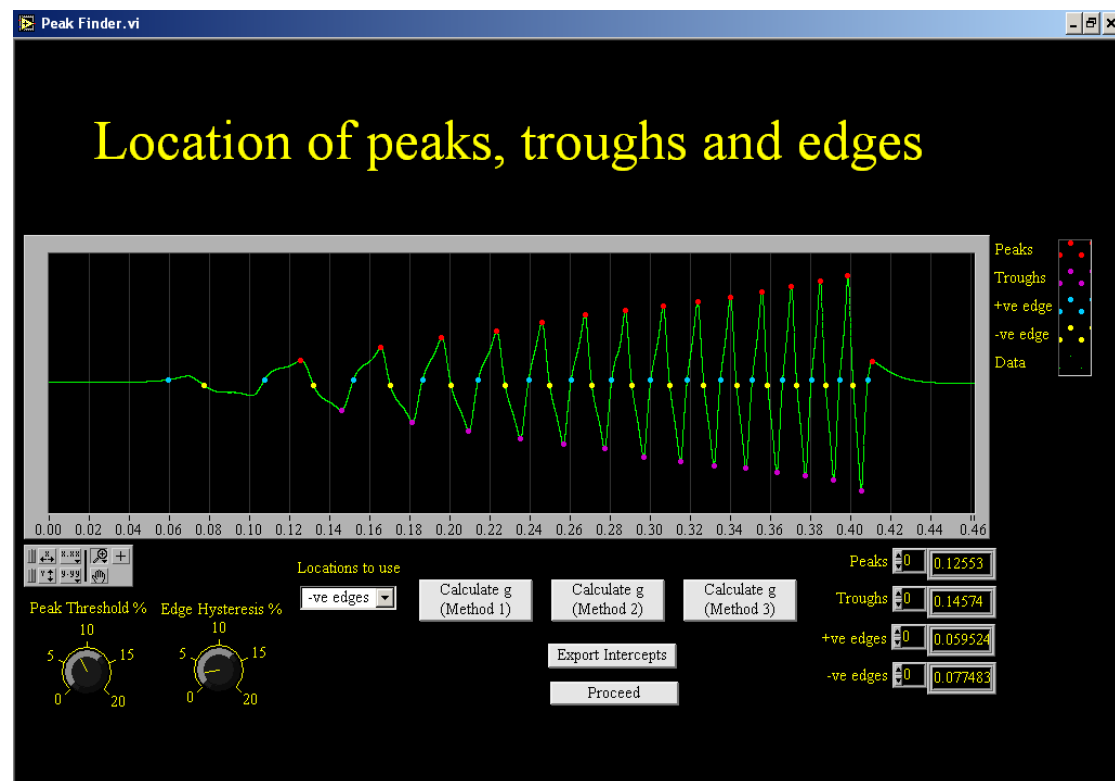 Peak Finder.vi
Location of peaks, troughs and edges
Peaks
Troughs
+ve edge
-ve edge
Data
0.00 0.02 0.04 0.06 0.08 0.10 0.12 0.14 0.16 0.18 0.20 0.22 0.24 0.26 0.28 0.30 0.32 0.34 0.36 0.38 0.40 0.42 0.44 0.46
Locations to use
-ve edges
Calculate g
(Method 1)
Calculate g
(Method 2)
Calculate g
(Method 3)
Export Intercepts
Proceed
Peaks 0 0.12553
Troughs 0 0.14574
+ve edges 0 0.059524
-ve edges 0 0.077483
Peak Threshold %
0 5 10 15 20
Edge Hysteresis %
0 5 10 15 20